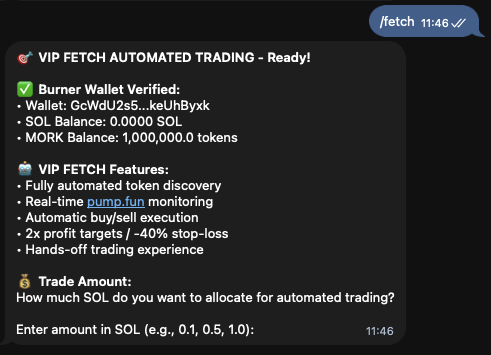 /fetch 11:46
🎯 VIP FETCH AUTOMATED TRADING - Ready!
✅ Burner Wallet Verified:
• Wallet: GcWdU2s5...keUhByxk
• SOL Balance: 0.0000 SOL
• MORK Balance: 1,000,000.0 tokens
🤖 VIP FETCH Features:
• Fully automated token discovery
• Real-time pump.fun monitoring
• Automatic buy/sell execution
• 2x profit targets / -40% stop-loss
• Hands-off trading experience
💰 Trade Amount:
How much SOL do you want to allocate for automated trading?
Enter amount in SOL (e.g., 0.1, 0.5, 1.0):
11:46